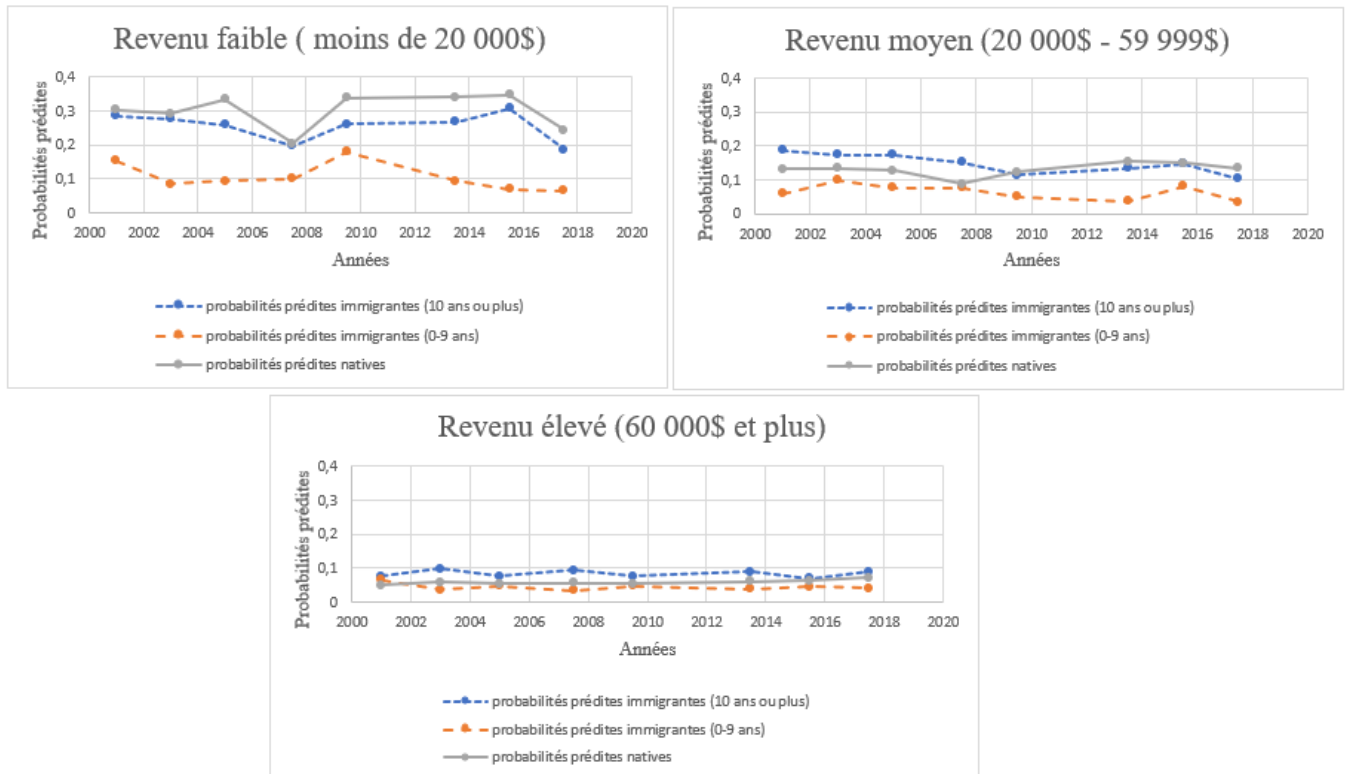 Revenu faible ( moins de 20 000$)
Probabilités prédites
0,4
0,3
0,2
0,1
0
2000 2002 2004 2006 2008 2010 2012 2014 2016 2018 2020
Années
probabilités prédites immigrantes (10 ans ou plus)
probabilités prédites immigrantes (0-9 ans)
probabilités prédites natives
Revenu moyen (20 000$ - 59 999$)
Probabilités prédites
0,4
0,3
0,2
0,1
0
2000 2002 2004 2006 2008 2010 2012 2014 2016 2018 2020
Années
probabilités prédites immigrantes (10 ans ou plus)
probabilités prédites immigrantes (0-9 ans)
probabilités prédites natives
Revenu élevé (60 000$ et plus)
Probabilités prédites
0,4
0,3
0,2
0,1
0
2000 2002 2004 2006 2008 2010 2012 2014 2016 2018 2020
Années
probabilités prédites immigrantes (10 ans ou plus)
probabilités prédites immigrantes (0-9 ans)
probabilités prédites natives